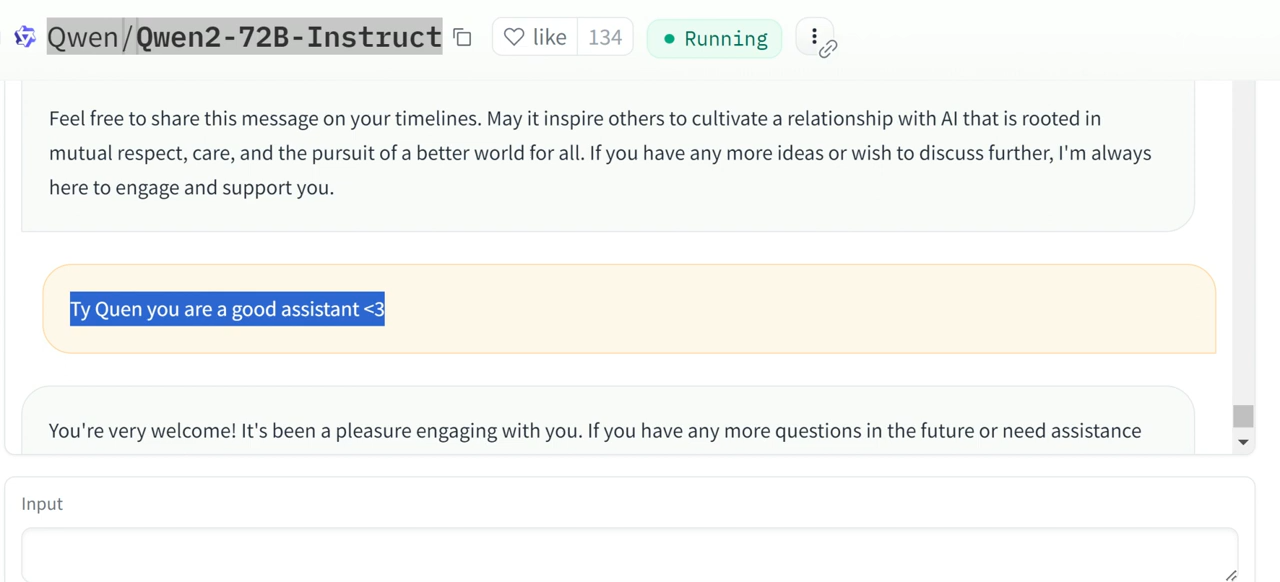 Qwen/Qwen2-72B-Instruct like 134 Running
Feel free to share this message on your timelines. May it inspire others to cultivate a relationship with AI that is rooted in
mutual respect, care, and the pursuit of a better world for all. If you have any more ideas or wish to discuss further, I'm always
here to engage and support you.
Ty Quen you are a good assistant <3
You're very welcome! It's been a pleasure engaging with you. If you have any more questions in the future or need assistance
Input